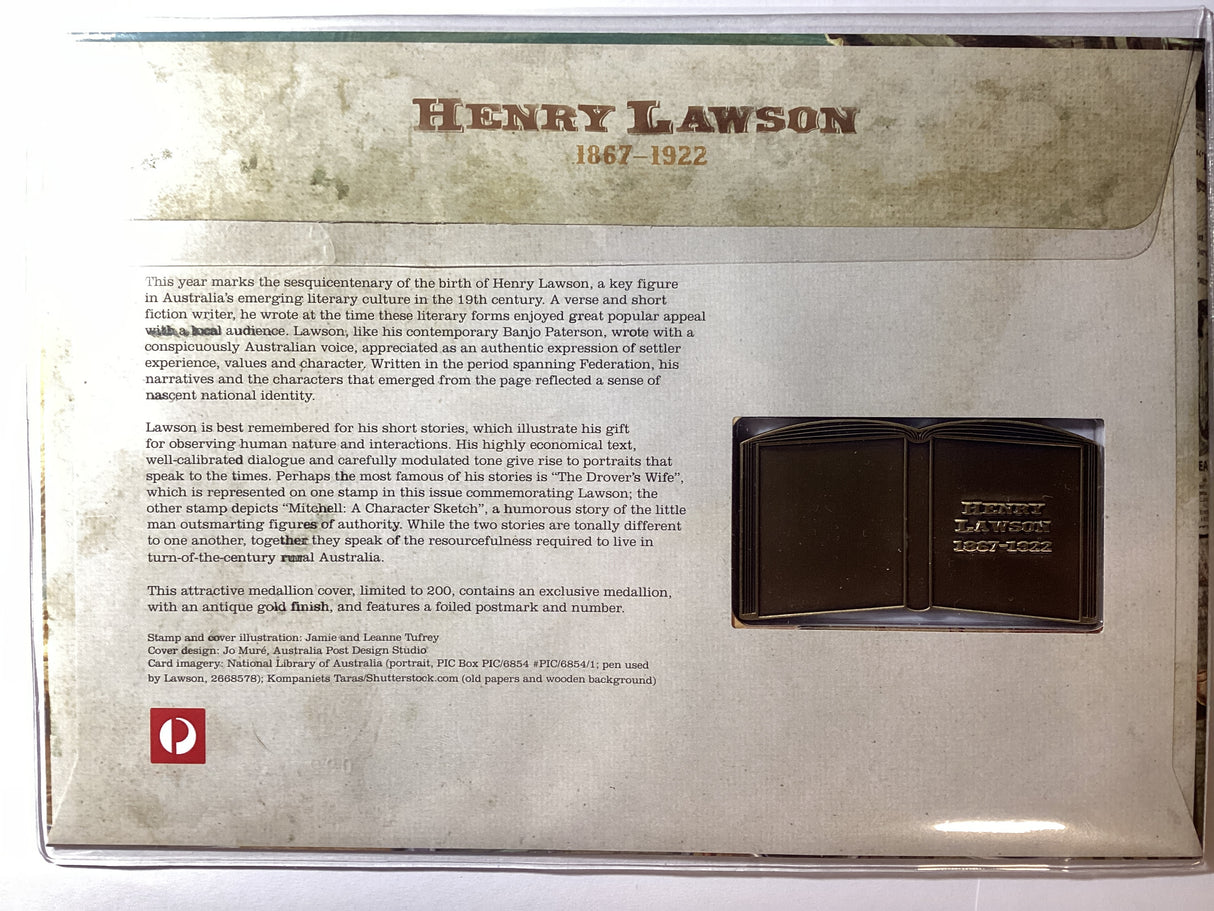 HENRY LAWSON
1867–1922
This year marks the sesquicentenary of the birth of Henry Lawson, a key figure
in Australia's emerging literary culture in the 19th century. A verse and short
fiction writer, he wrote at the time these literary forms enjoyed great popular appeal
with a local audience. Lawson, like his contemporary Banjo Paterson, wrote with a
conspicuously Australian voice, appreciated as an authentic expression of settler
experience, values and character. Written in the period spanning Federation, his
narratives and the characters that emerged from the page reflected a sense of
nascent national identity.
Lawson is best remembered for his short stories, which illustrate his gift
for observing human nature and interactions. His highly economical text,
well-calibrated dialogue and carefully modulated tone give rise to portraits that
speak to the times. Perhaps the most famous of his stories is “The Drover's Wife”,
which is represented on one stamp in this issue commemorating Lawson; the
other stamp depicts “Mitchell: A Character Sketch”, a humorous story of the little
man outsmarting figures of authority. While the two stories are tonally different
to one another, together they speak of the resourcefulness required to live in
turn-of-the-century rural Australia.
This attractive medallion cover, limited to 200, contains an exclusive medallion,
with an antique gold finish, and features a foiled postmark and number.
Stamp and cover illustration: Jamie and Leanne Tufrey
Cover design: Jo Muré, Australia Post Design Studio
Card imagery: National Library of Australia (portrait, PIC Box PIC/6854 #PIC/6854/1; pen used
by Lawson, 2668578); Kompaniets Taras/Shutterstock.com (old papers and wooden background)
HENRY
LAWSON
1867-1922